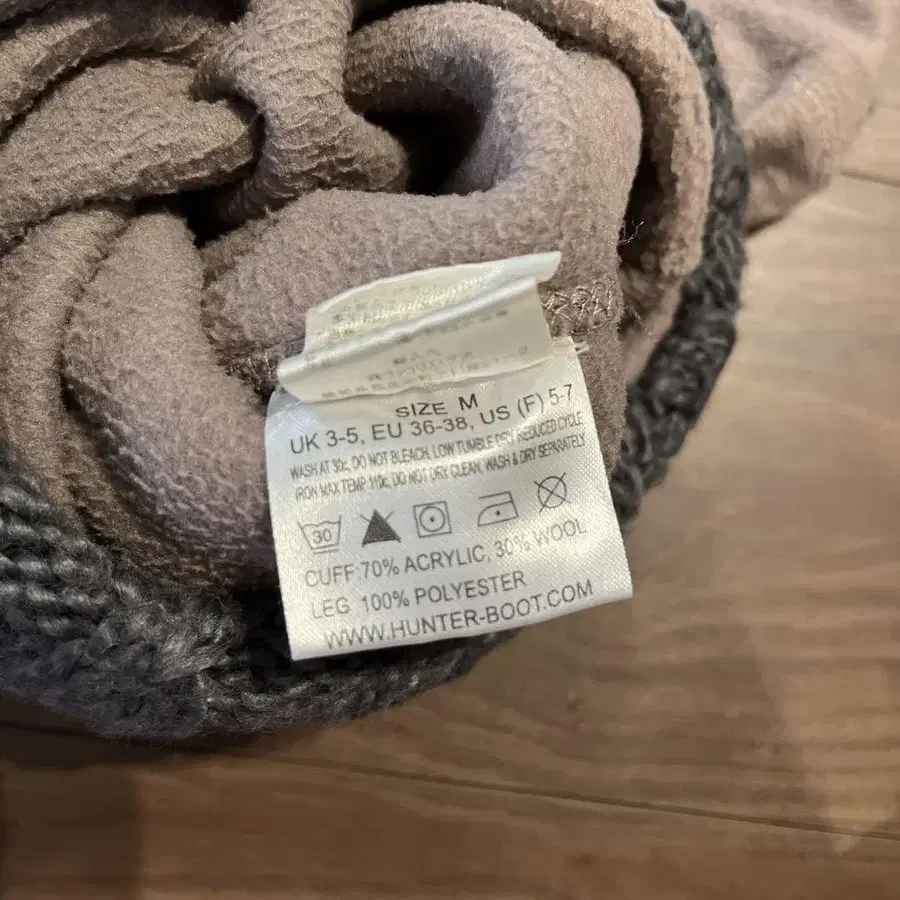 SIZE M
UK 3-5, EU 36-38, US (F) 5-7
WASH AT 30c, DO NOT BLEACH, LOW TUMBLE DRY REDUCED CYCLE
IRON MAX TEMP 110c, DO NOT DRY CLEAN, WASH & DRY SEPARATELY
30
CUFF:70% ACRYLIC, 30% WOOL
LEG 100% POLYESTER
WWW.HUNTER-BOOT.COM